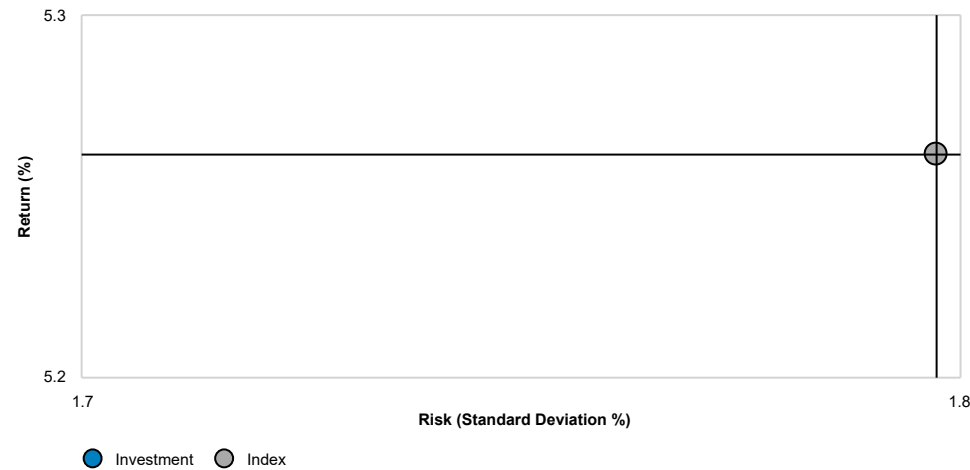 5.3
Return (%)
5.2
1.7 1.8
Risk (Standard Deviation %)
Investment Index